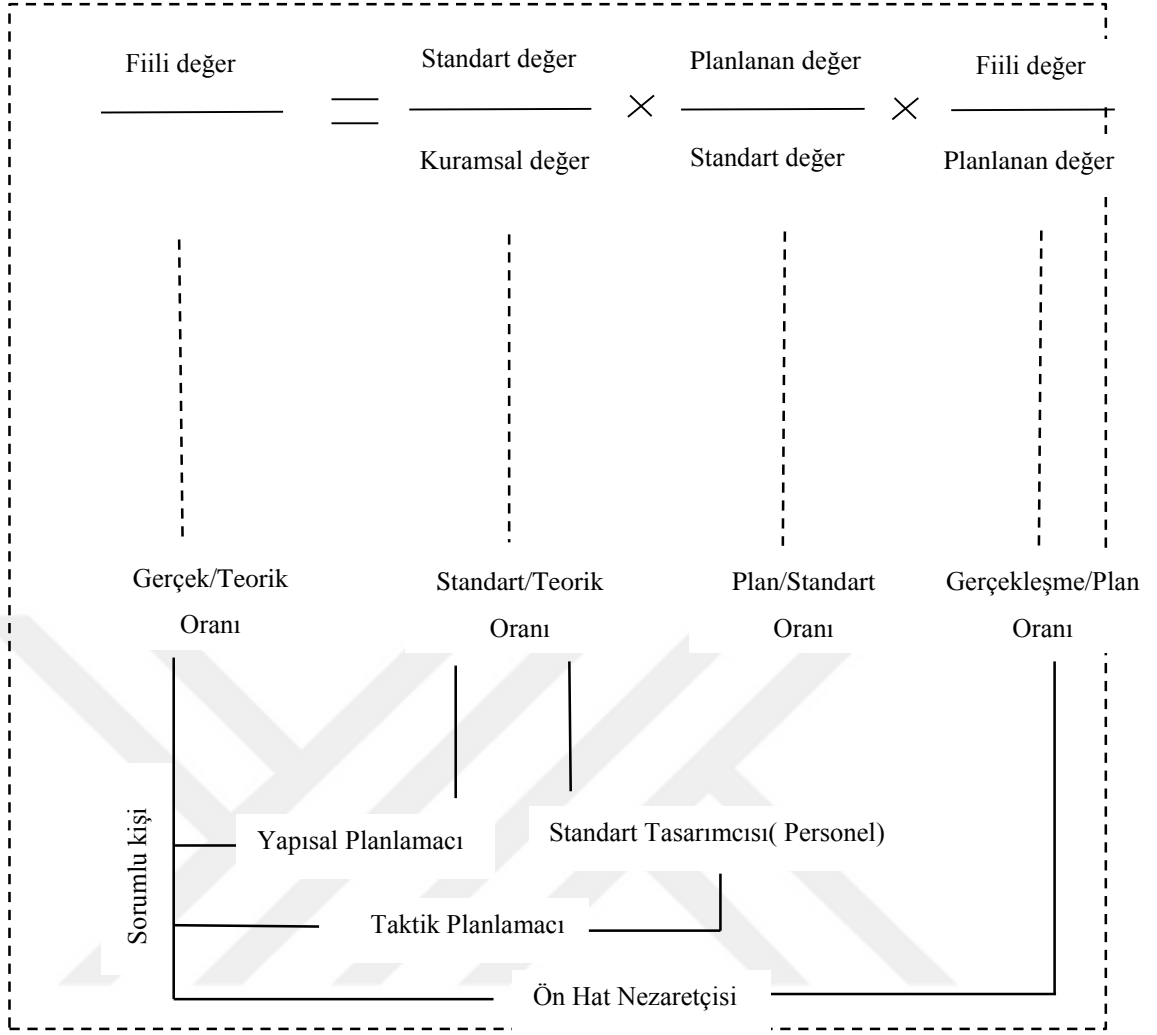 Fiili değer
Standart değer
Planlanan değer
Fiili değer
=
×
×
Kuramsal değer
Standart değer
Planlanan değer
Gerçek/Teorik
Oranı
Standart/Teorik
Oranı
Plan/Standart
Oranı
Gerçekleşme/Plan
Oranı
Sorumlu kişi
Yapısal Planlamacı
Standart Tasarımcısı( Personel)
Taktik Planlamacı
Ön Hat Nezaretçisi